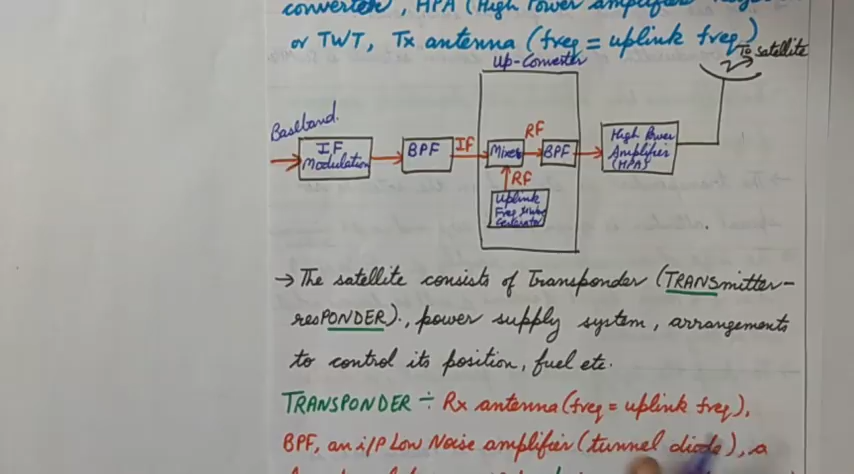 converter, HPA (High Power amplifier
or TWT, Tx antenna (freq = uplink freq)
To satellite
Up-Converter
Baseband.
IF
Modulation
BPF
IF
Mixer
RF
BPF
High Power
Amplifier
(HPA)
RF
Uplink
Freq
Generator
→ The satellite consists of Transponder (TRANSmitter-
resPONDER)., power supply system, arrangements
to control its position, fuel etc.
TRANSPONDER ÷ Rx antenna (freq = uplink freq),
BPF, an i/P Low Noise amplifier (tunnel diode), a